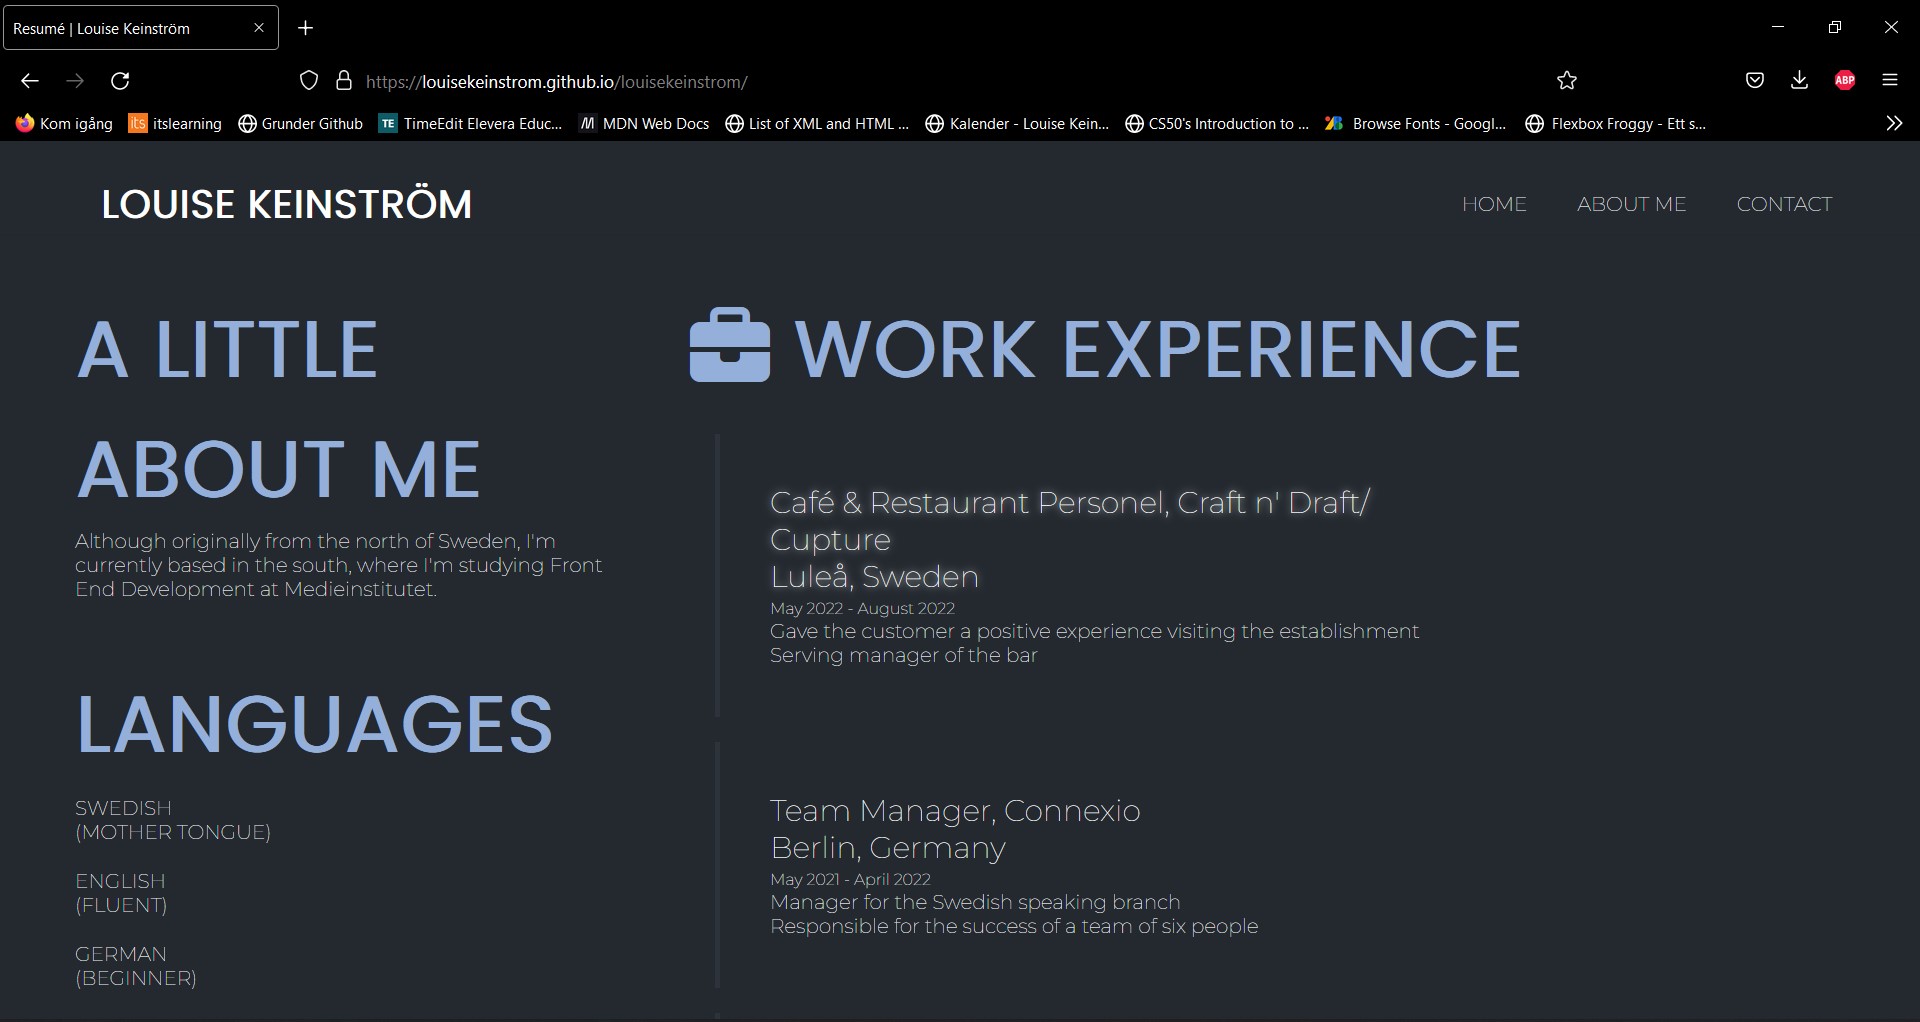 Resumé | Louise Keinström
https://louisekeinstrom.github.io/louisekeinstrom/
ABP
Kom igång
its itslearning
Grunder Github
TE TimeEdit Elevera Educ...
M MDN Web Docs
List of XML and HTML ...
Kalender - Louise Kein...
CS50's Introduction to ...
Browse Fonts - Googl...
Flexbox Froggy - Ett s...
LOUISE KEINSTRÖM
HOME
ABOUT ME
CONTACT
A LITTLE
ABOUT ME
Although originally from the north of Sweden, I'm
currently based in the south, where I'm studying Front
End Development at Medieinstitutet.
LANGUAGES
SWEDISH
(MOTHER TONGUE)
ENGLISH
(FLUENT)
GERMAN
(BEGINNER)
WORK EXPERIENCE
Café & Restaurant Personel, Craft n' Draft/
Cupture
Luleå, Sweden
May 2022 - August 2022
Gave the customer a positive experience visiting the establishment
Serving manager of the bar
Team Manager, Connexio
Berlin, Germany
May 2021 - April 2022
Manager for the Swedish speaking branch
Responsible for the success of a team of six people